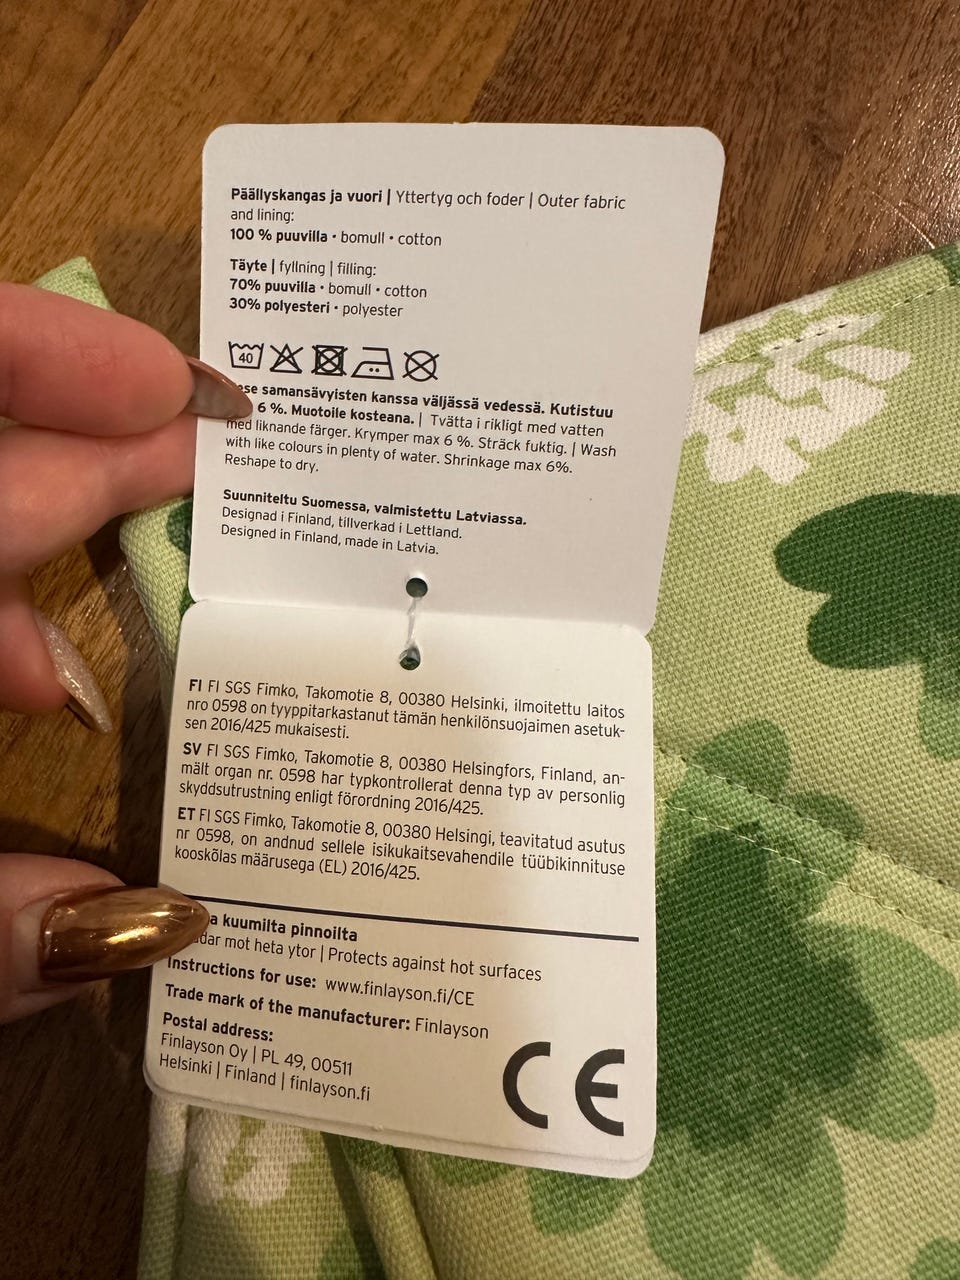 Päällyskangas ja vuori | Yttertyg och foder | Outer fabric
and lining:
100 % puuvilla • bomull • cotton
Täyte | fyllning | filling:
70% puuvilla • bomull • cotton
30% polyesteri • polyester
40
samansävyisten kanssa väljässä vedessä. Kutistuu
6 %. Muotoile kosteana. | Tvätta i rikligt med vatten
med liknande färger. Krymper max 6 %. Sträck fuktig. | Wash
with like colours in plenty of water. Shrinkage max 6%.
Reshape to dry.
Suunniteltu Suomessa, valmistettu Latviassa.
Designad i Finland, tillverkad i Lettland.
Designed in Finland, made in Latvia.
FI FI SGS Fimko, Takomotie 8, 00380 Helsinki, ilmoitettu laitos
nro 0598 on tyyppitarkastanut tämän henkilönsuojaimen asetuk-
sen 2016/425 mukaisesti.
SV FI SGS Fimko, Takomotie 8, 00380 Helsingfors, Finland, an-
mält organ nr. 0598 har typkontrollerat denna typ av personlig
skyddsutrustning enligt förordning 2016/425.
ET FI SGS Fimko, Takomotie 8, 00380 Helsingi, teavitatud asutus
nr 0598, on andnud sellele isikukaitsevahendile tüübikinnituse
kooskõlas määrusega (EL) 2016/425.
kuumilta pinnoilta
mot heta ytor | Protects against hot surfaces
Instructions for use: www.finlayson.fi/CE
Trade mark of the manufacturer: Finlayson
Postal address:
Finlayson Oy | PL 49, 00511
Helsinki | Finland | finlayson.fi
CE